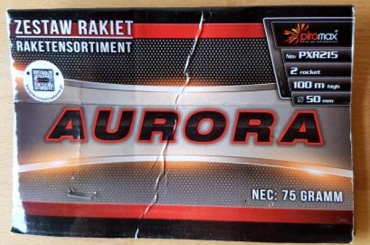 ZESTAW RAKIET
RAKETENSORTIMENT
piromax
No: PXR215
2 rocket
100 m high
Ø 50 mm
AURORA
NEC: 75 GRAMM